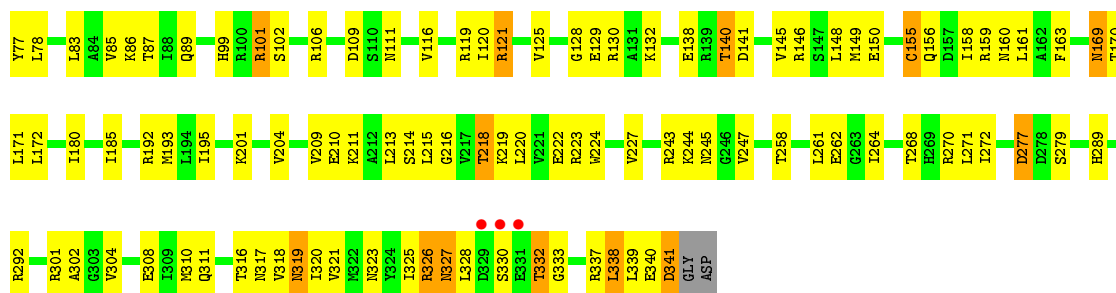 Y77 L78 L83 A84 V85 K86 T87 I88 Q89 H99 R100 R101 S102 R106 D109 S110 N111 V116 R119 I120 R121 V125 G128 E129 R130 A131 K132 E138 R139 T140 D141 V145 R146 S147 L148 M149 E150 C155 Q156 D157 I158 R159 N160 L161 A162 F163 N169 T170
L171 L172 I180 I185 R192 M193 L194 I195 K201 V204 V209 E210 K211 A212 L213 S214 L215 G216 V217 T218 K219 L220 V221 E222 R223 W224 V227 R243 K244 N245 G246 V247 T258 L261 E262 G263 I264 T268 H269 R270 L271 I272 D277 D278 S279 H289
R292 R301 A302 G303 V304 E308 I309 M310 Q311 T316 N317 V318 N319 I320 V321 M322 N323 Y324 I325 R326 N327 L328 D329 S330 E331 T332 G333 R337 L338 L339 E340 D341 GLY ASP